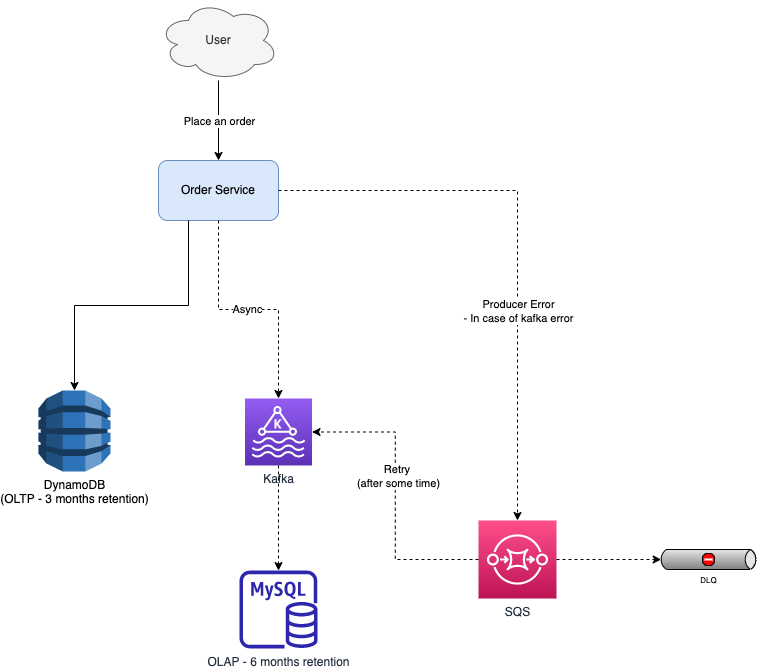 User
Place an order
Order Service
Producer Error
- In case of kafka error
Async
K
Kafka
Retry
(after some time)
DynamoDB
(OLTP - 3 months retention)
SQS
DLQ
MySQL
OLAP - 6 months retention